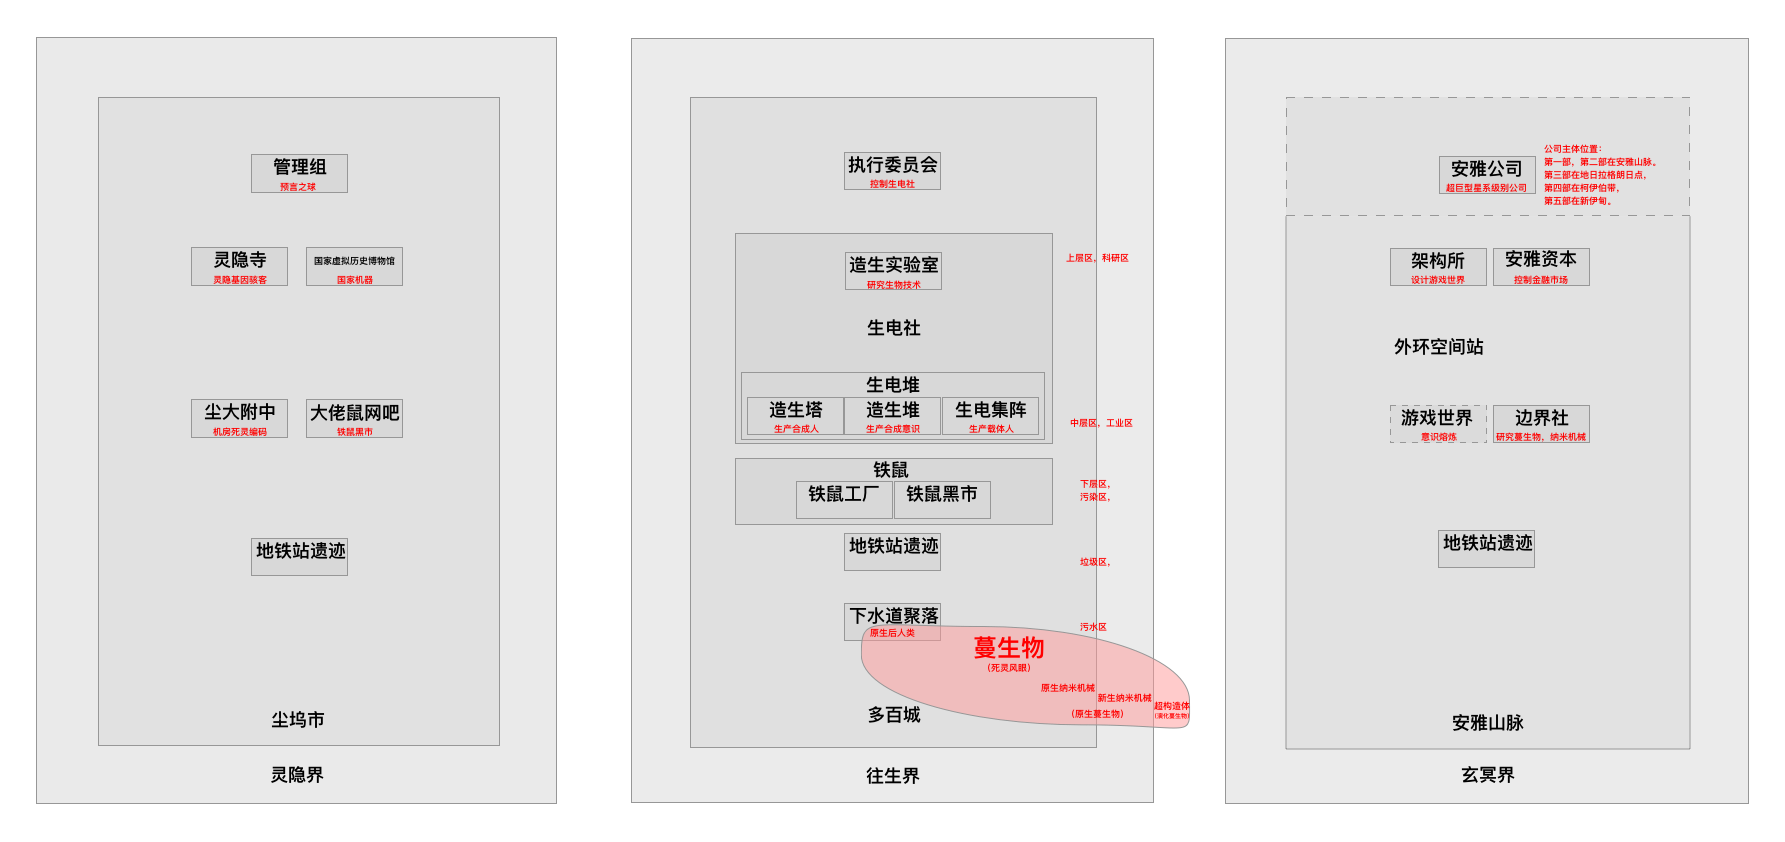 管理组
预言之球
灵隐寺
灵隐基因骇客
国家虚拟历史博物馆
国家机器
尘大附中
机房死灵编码
大佬鼠网吧
铁鼠黑市
地铁站遗迹
尘坞市
灵隐界
执行委员会
控制生电社
造生实验室
研究生物技术
上层区，科研区
生电社
生电堆
造生塔
生产合成人
造生堆
生产合成意识
生电集阵
生产载体人
中层区，工业区
铁鼠
铁鼠工厂
铁鼠黑市
下层区，
污染区，
地铁站遗迹
垃圾区，
下水道聚落
原生后人类
污水区
蔓生物
（死灵风眼）
原生纳米机械
新生纳米机械
（原生蔓生物）
超构造体
（演化蔓生物）
多百城
往生界
安雅公司
超巨型星系级别公司
公司主体位置：
第一部，第二部在安雅山脉。
第三部在地日拉格朗日点，
第四部在柯伊伯带，
第五部在新伊甸。
架构所
设计游戏世界
安雅资本
控制金融市场
外环空间站
游戏世界
意识熔炼
边界社
研究蔓生物，纳米机械
地铁站遗迹
安雅山脉
玄冥界